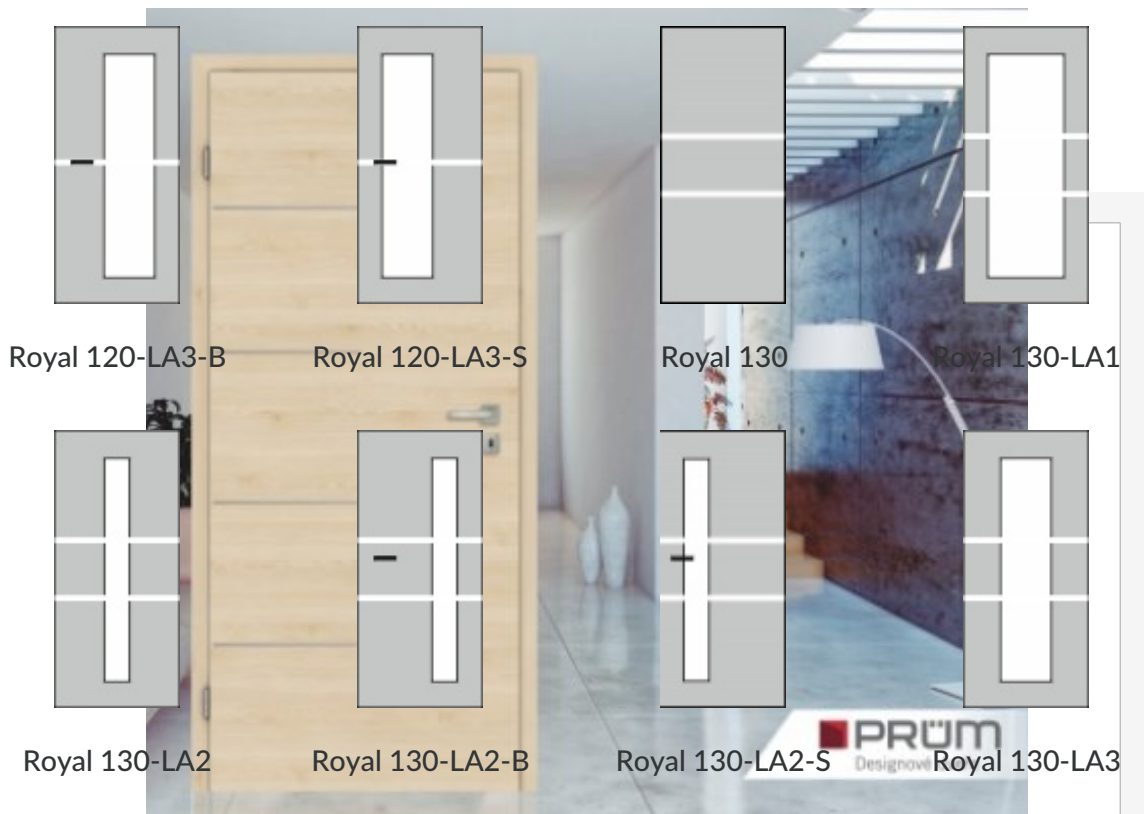 Royal 120-LA3-B
Royal 120-LA3-S
Royal 130
Royal 130-LA1
Royal 130-LA2
Royal 130-LA2-B
Royal 130-LA2-S
PRÜM
Designové
Royal 130-LA3